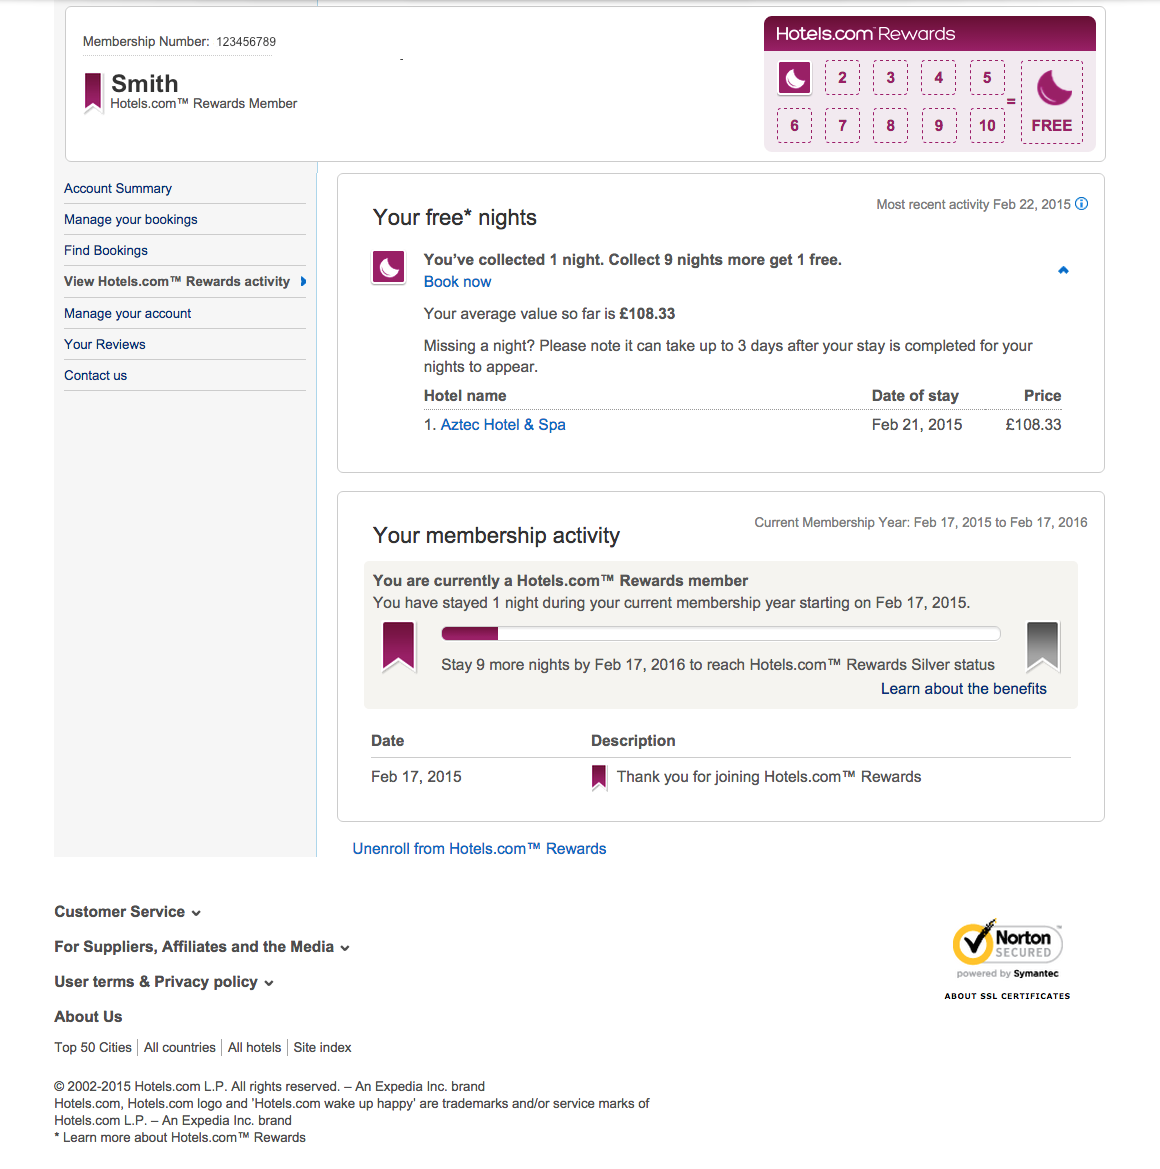 Membership Number: 123456789
Smith
Hotels.com™ Rewards Member
Hotels.com™ Rewards
2 3 4 5
=
6 7 8 9 10 FREE
Account Summary
Manage your bookings
Find Bookings
View Hotels.com™ Rewards activity
Manage your account
Your Reviews
Contact us
Your free* nights
Most recent activity Feb 22, 2015
You've collected 1 night. Collect 9 nights more get 1 free.
Book now
Your average value so far is £108.33
Missing a night? Please note it can take up to 3 days after your stay is completed for your
nights to appear.
Hotel name Date of stay Price
1. Aztec Hotel & Spa Feb 21, 2015 £108.33
Your membership activity
Current Membership Year: Feb 17, 2015 to Feb 17, 2016
You are currently a Hotels.com™ Rewards member
You have stayed 1 night during your current membership year starting on Feb 17, 2015.
Stay 9 more nights by Feb 17, 2016 to reach Hotels.com™ Rewards Silver status
Learn about the benefits
Date Description
Feb 17, 2015 Thank you for joining Hotels.com™ Rewards
Unenroll from Hotels.com™ Rewards
Customer Service
For Suppliers, Affiliates and the Media
User terms & Privacy policy
About Us
Top 50 Cities | All countries | All hotels | Site index
Norton™
SECURED
powered by Symantec
ABOUT SSL CERTIFICATES
© 2002-2015 Hotels.com L.P. All rights reserved. – An Expedia Inc. brand
Hotels.com, Hotels.com logo and 'Hotels.com wake up happy' are trademarks and/or service marks of
Hotels.com L.P. – An Expedia Inc. brand
* Learn more about Hotels.com™ Rewards